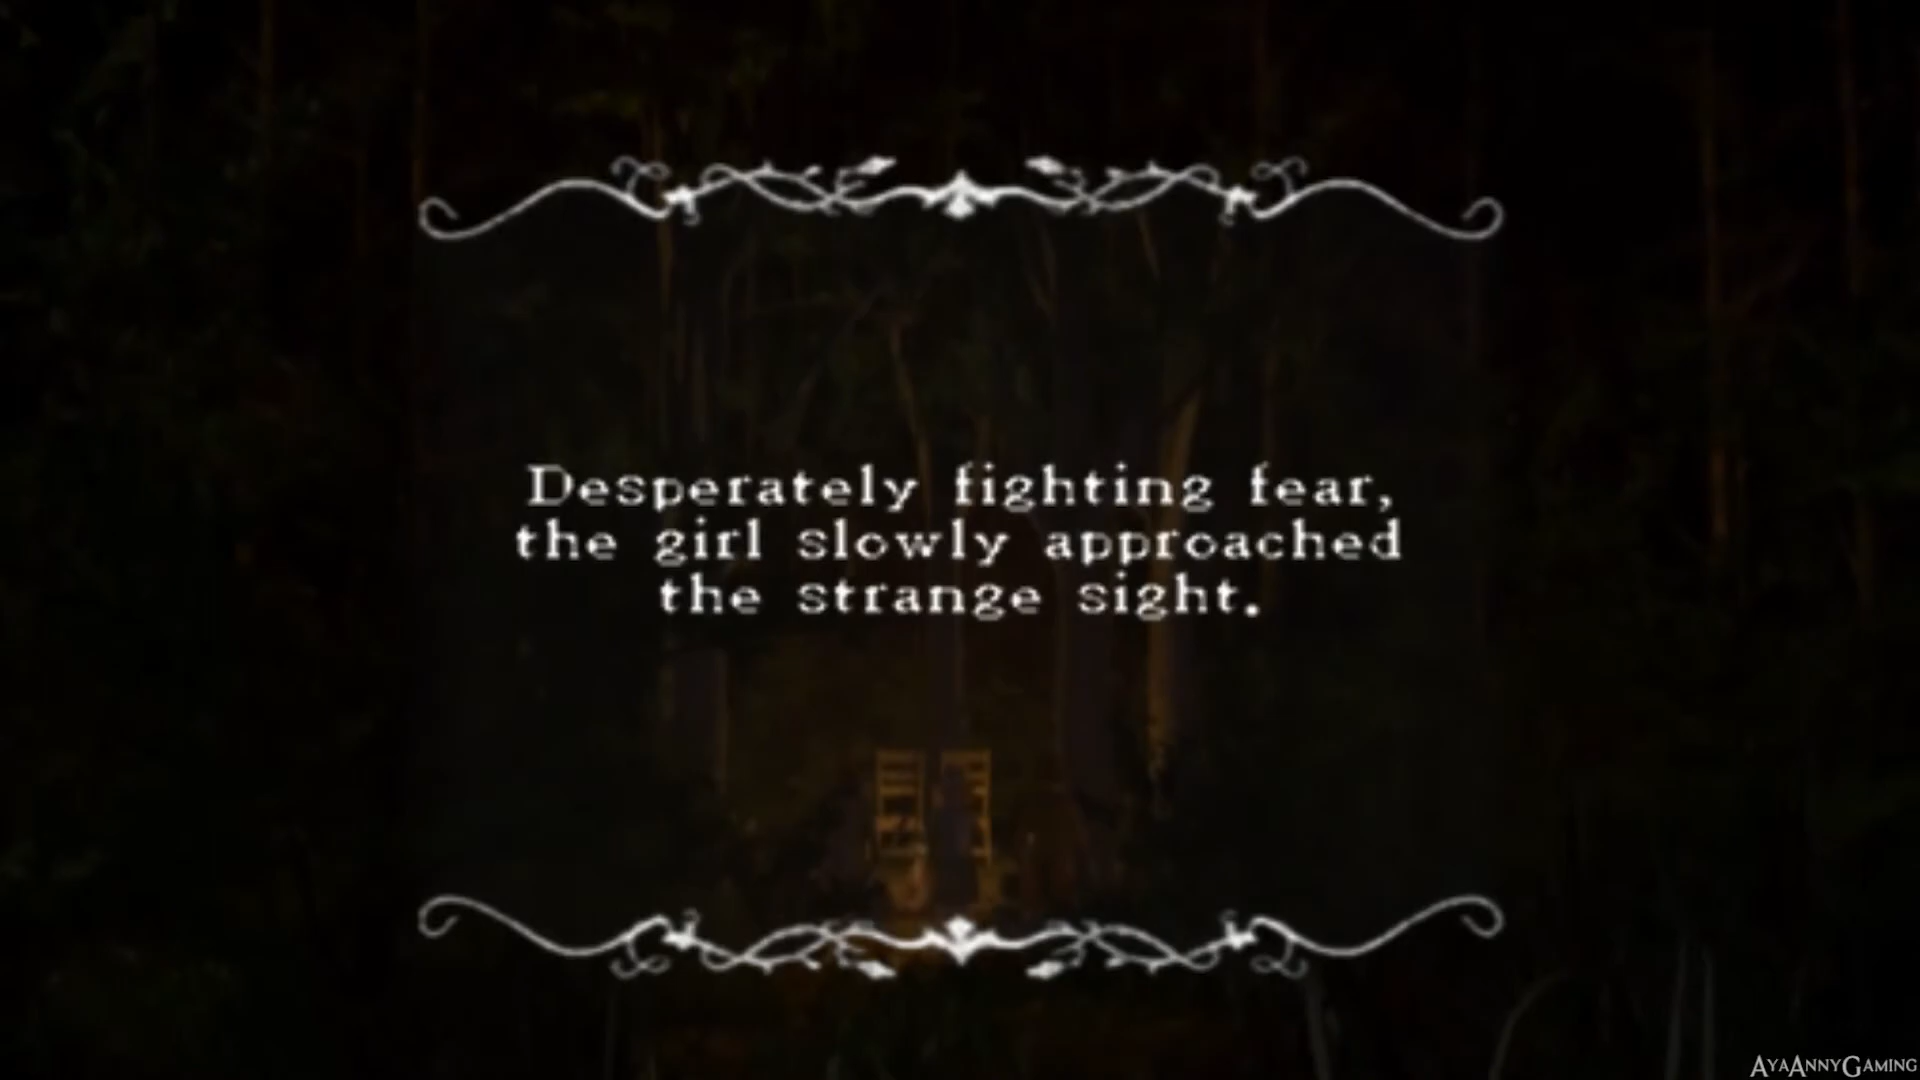 Desperately fighting fear,
the girl slowly approached
the strange sight.
AyaAnnyGaming